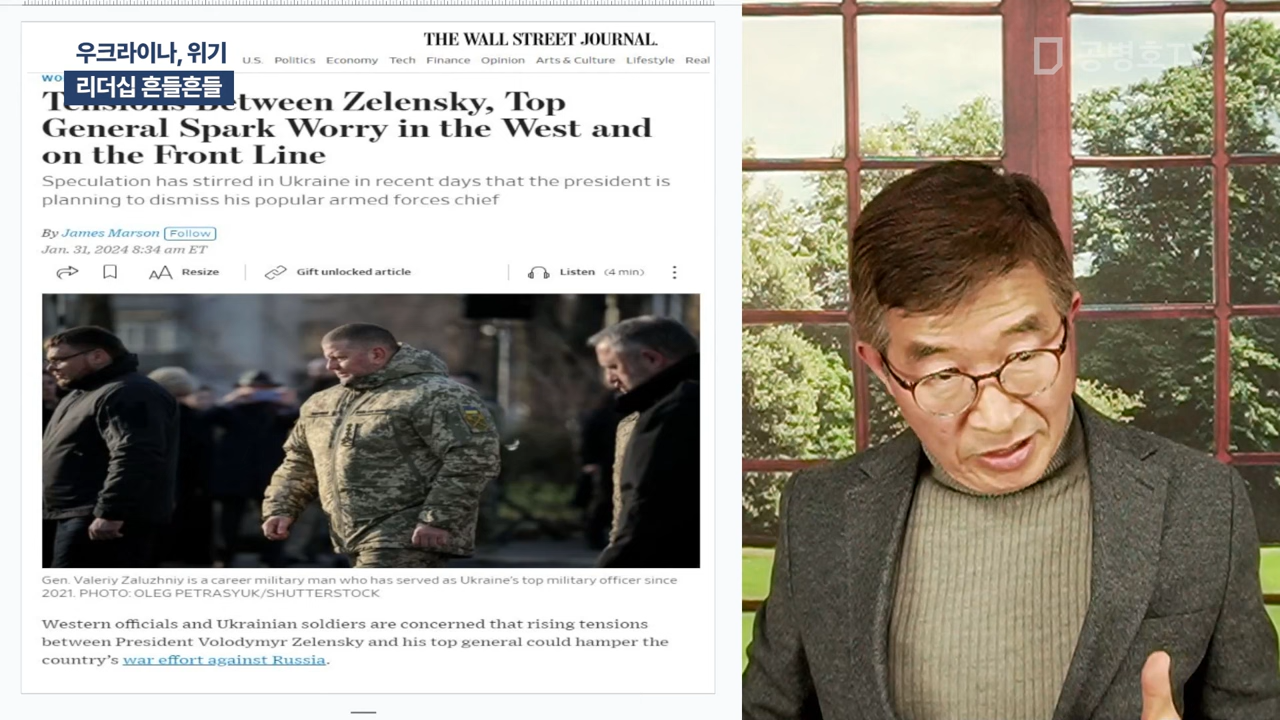 우크라이나, 위기
리더십 흔들흔들
THE WALL STREET JOURNAL.
U.S. Politics Economy Tech Finance Opinion Arts & Culture Lifestyle Real
WO
Tensions Between Zelensky, Top
General Spark Worry in the West and
on the Front Line
Speculation has stirred in Ukraine in recent days that the president is
planning to dismiss his popular armed forces chief
By James Marson Follow
Jan. 31, 2024 8:34 am ET
AA Resize Gift unlocked article Listen (4 min)
Gen. Valeriy Zaluzhniy is a career military man who has served as Ukraine's top military officer since
2021. PHOTO: OLEG PETRASYUK/SHUTTERSTOCK
Western officials and Ukrainian soldiers are concerned that rising tensions
between President Volodymyr Zelensky and his top general could hamper the
country's war effort against Russia.
공병호TV